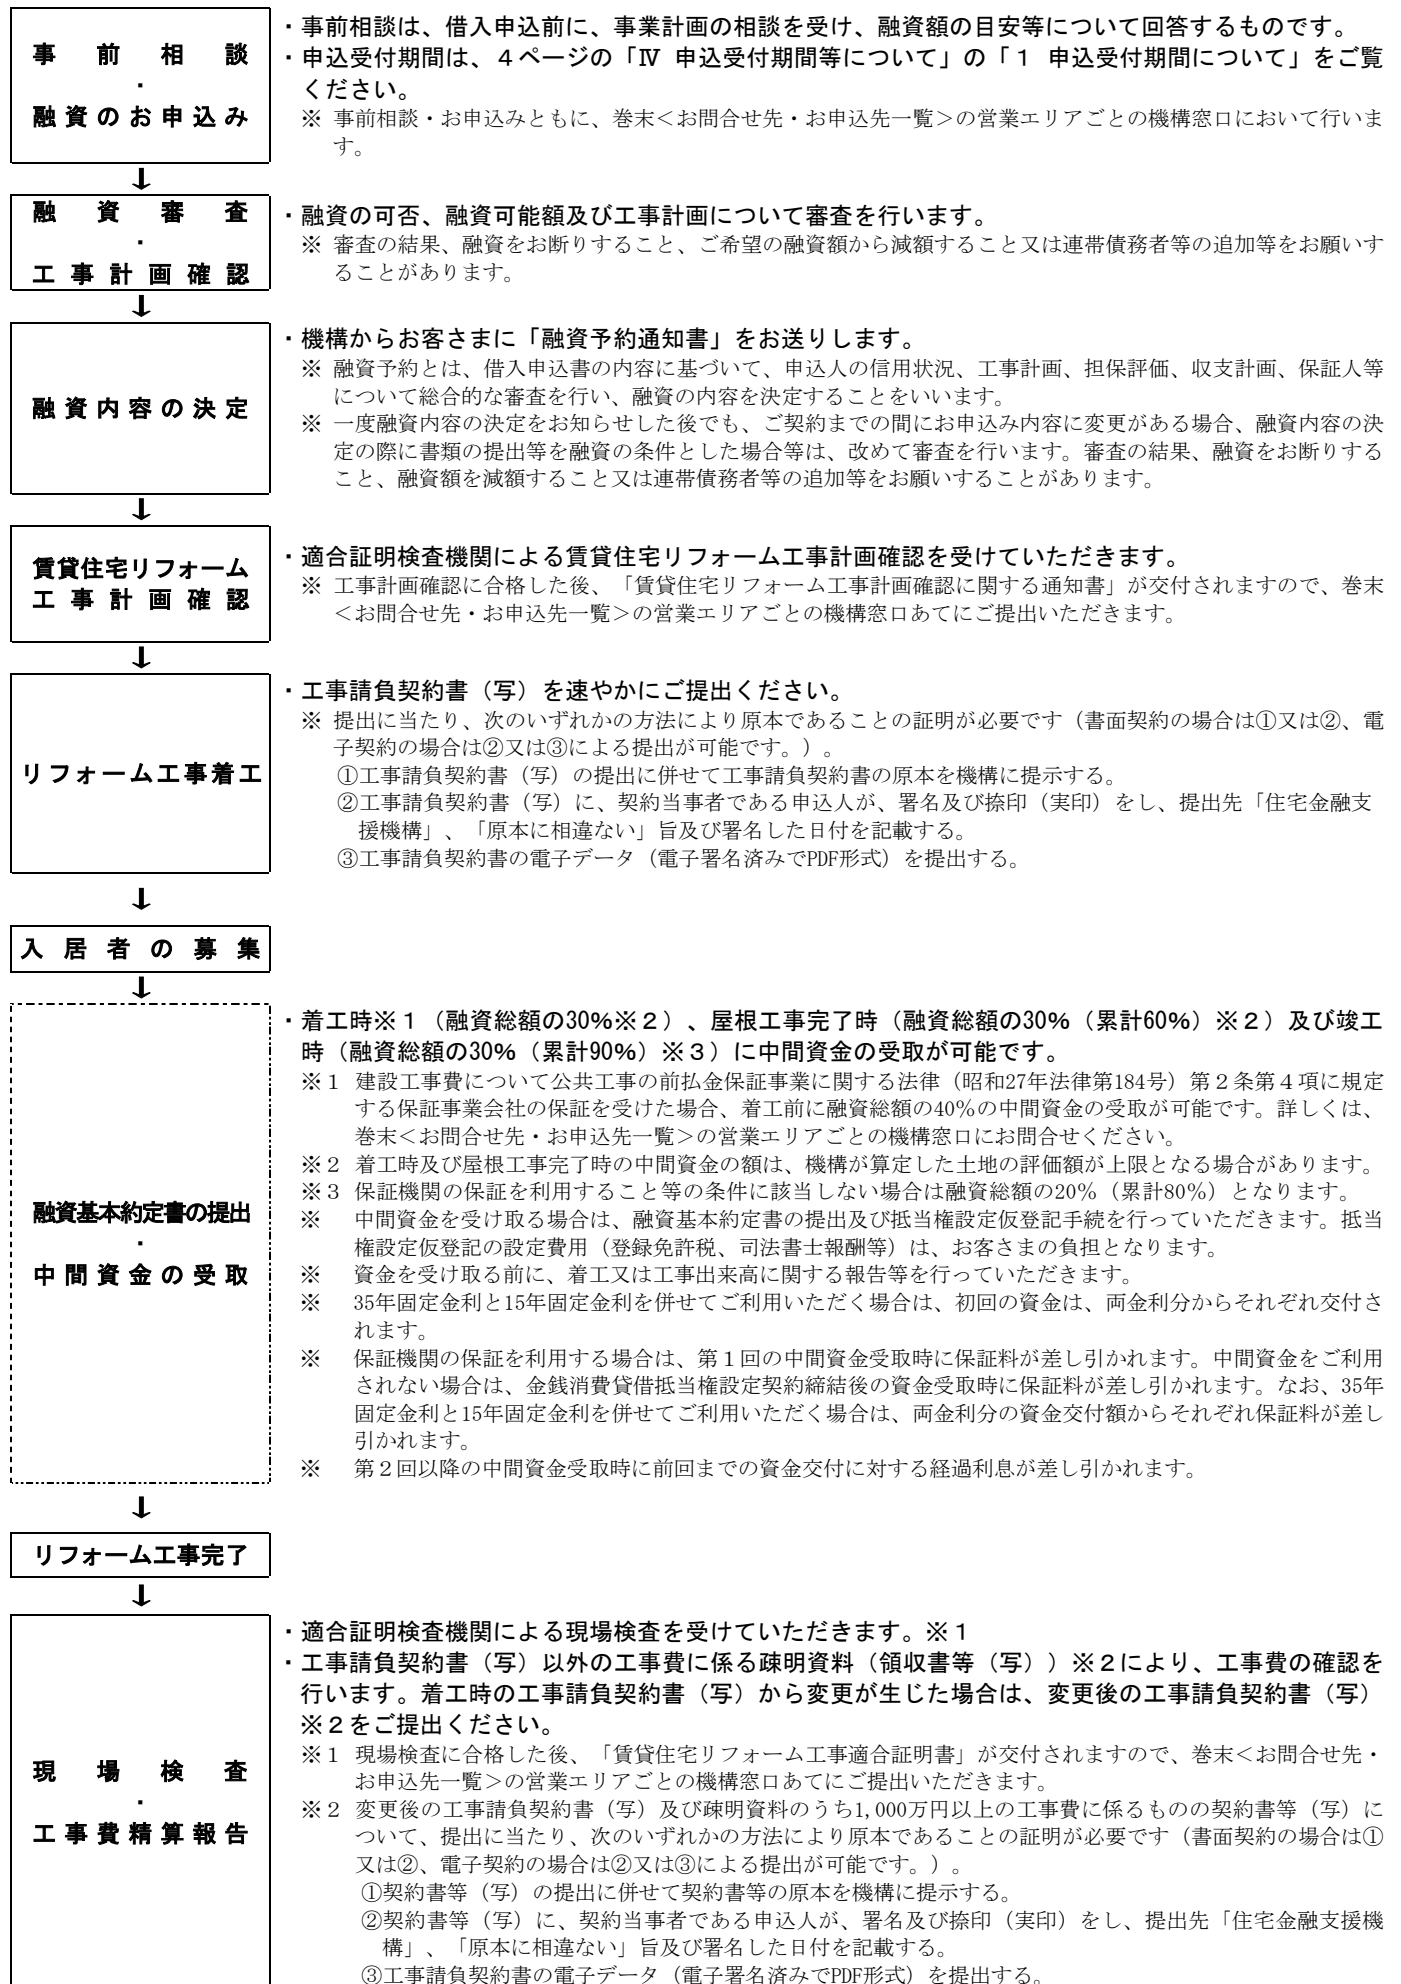 事前相談
・
融資のお申込み
・事前相談は、借入申込前に、事業計画の相談を受け、融資額の目安等について回答するものです。
・申込受付期間は、４ページの「Ⅳ 申込受付期間等について」の「１ 申込受付期間について」をご覧
ください。
※ 事前相談・お申込みともに、巻末＜お問合せ先・お申込先一覧＞の営業エリアごとの機構窓口において行いま
す。
↓
融資審査
・
工事計画確認
・融資の可否、融資可能額及び工事計画について審査を行います。
※ 審査の結果、融資をお断りすること、ご希望の融資額から減額すること又は連帯債務者等の追加等をお願いす
ることがあります。
↓
融資内容の決定
・機構からお客さまに「融資予約通知書」をお送りします。
※ 融資予約とは、借入申込書の内容に基づいて、申込人の信用状況、工事計画、担保評価、収支計画、保証人等
について総合的な審査を行い、融資の内容を決定することをいいます。
※ 一度融資内容の決定をお知らせした後でも、ご契約までの間にお申込み内容に変更がある場合、融資内容の決
定の際に書類の提出等を融資の条件とした場合等は、改めて審査を行います。審査の結果、融資をお断りする
こと、融資額を減額すること又は連帯債務者等の追加等をお願いすることがあります。
↓
賃貸住宅リフォーム
工事計画確認
・適合証明検査機関による賃貸住宅リフォーム工事計画確認を受けていただきます。
※ 工事計画確認に合格した後、「賃貸住宅リフォーム工事計画確認に関する通知書」が交付されますので、巻末
＜お問合せ先・お申込先一覧＞の営業エリアごとの機構窓口あてにご提出いただきます。
↓
リフォーム工事着工
・工事請負契約書（写）を速やかにご提出ください。
※ 提出に当たり、次のいずれかの方法により原本であることの証明が必要です（書面契約の場合は①又は②、電
子契約の場合は②又は③による提出が可能です。）。
①工事請負契約書（写）の提出に併せて工事請負契約書の原本を機構に提示する。
②工事請負契約書（写）に、契約当事者である申込人が、署名及び捺印（実印）をし、提出先「住宅金融支
援機構」、「原本に相違ない」旨及び署名した日付を記載する。
③工事請負契約書の電子データ（電子署名済みでPDF形式）を提出する。
↓
入居者の募集
↓
融資基本約定書の提出
・
中間資金の受取
・着工時※１（融資総額の30%※２）、屋根工事完了時（融資総額の30%（累計60%）※２）及び竣工
時（融資総額の30%（累計90%）※３）に中間資金の受取が可能です。
※１ 建設工事費について公共工事の前払金保証事業に関する法律（昭和27年法律第184号）第２条第４項に規定
する保証事業会社の保証を受けた場合、着工前に融資総額の40％の中間資金の受取が可能です。詳しくは、
巻末＜お問合せ先・お申込先一覧＞の営業エリアごとの機構窓口にお問合せください。
※２ 着工時及び屋根工事完了時の中間資金の額は、機構が算定した土地の評価額が上限となる場合があります。
※３ 保証機関の保証を利用すること等の条件に該当しない場合は融資総額の20％（累計80％）となります。
※ 中間資金を受け取る場合は、融資基本約定書の提出及び抵当権設定仮登記手続を行っていただきます。抵当
権設定仮登記の設定費用（登録免許税、司法書士報酬等）は、お客さまの負担となります。
※ 資金を受け取る前に、着工又は工事出来高に関する報告等を行っていただきます。
※ 35年固定金利と15年固定金利を併せてご利用いただく場合は、初回の資金は、両金利分からそれぞれ交付さ
れます。
※ 保証機関の保証を利用する場合は、第１回の中間資金受取時に保証料が差し引かれます。中間資金をご利用
されない場合は、金銭消費貸借抵当権設定契約締結後の資金受取時に保証料が差し引かれます。なお、35年
固定金利と15年固定金利を併せてご利用いただく場合は、両金利分の資金交付額からそれぞれ保証料が差し
引かれます。
※ 第２回以降の中間資金受取時に前回までの資金交付に対する経過利息が差し引かれます。
↓
リフォーム工事完了
↓
現場検査
・
工事費精算報告
・適合証明検査機関による現場検査を受けていただきます。※１
・工事請負契約書（写）以外の工事費に係る疎明資料（領収書等（写））※２により、工事費の確認を
行います。着工時の工事請負契約書（写）から変更が生じた場合は、変更後の工事請負契約書（写）
※２をご提出ください。
※１ 現場検査に合格した後、「賃貸住宅リフォーム工事適合証明書」が交付されますので、巻末＜お問合せ先・
お申込先一覧＞の営業エリアごとの機構窓口あてにご提出いただきます。
※２ 変更後の工事請負契約書（写）及び疎明資料のうち1,000万円以上の工事費に係るものの契約書等（写）に
ついて、提出に当たり、次のいずれかの方法により原本であることの証明が必要です（書面契約の場合は①
又は②、電子契約の場合は②又は③による提出が可能です。）。
①契約書等（写）の提出に併せて契約書等の原本を機構に提示する。
②契約書等（写）に、契約当事者である申込人が、署名及び捺印（実印）をし、提出先「住宅金融支援機
構」、「原本に相違ない」旨及び署名した日付を記載する。
③工事請負契約書の電子データ（電子署名済みでPDF形式）を提出する。